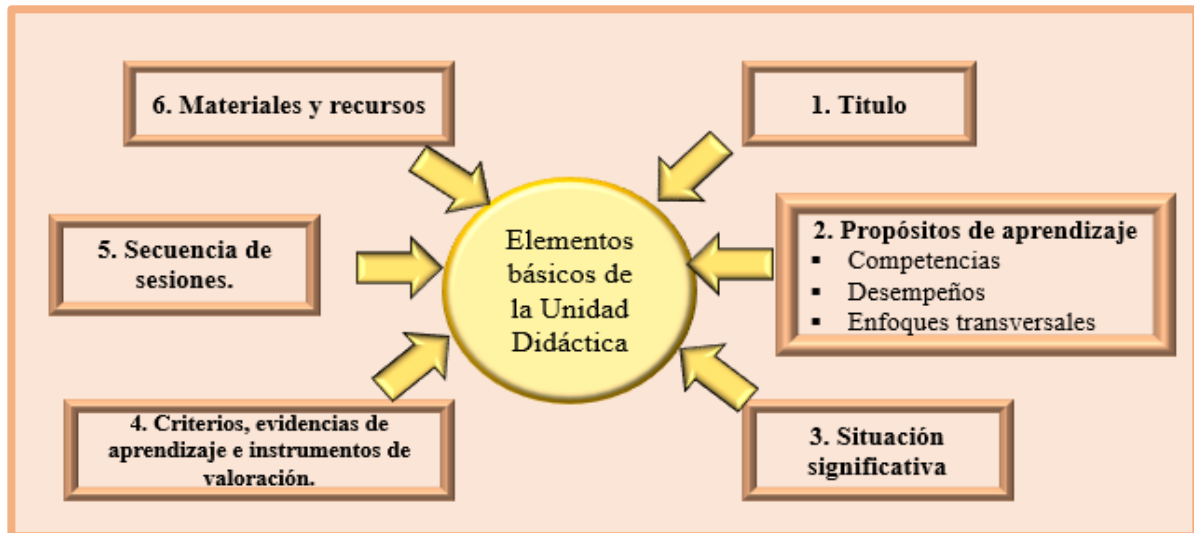 6. Materiales y recursos
1. Titulo
Elementos
básicos de
la Unidad
Didáctica
2. Propósitos de aprendizaje
▪ Competencias
▪ Desempeños
▪ Enfoques transversales
5. Secuencia de
sesiones.
4. Criterios, evidencias de
aprendizaje e instrumentos de
valoración.
3. Situación
significativa